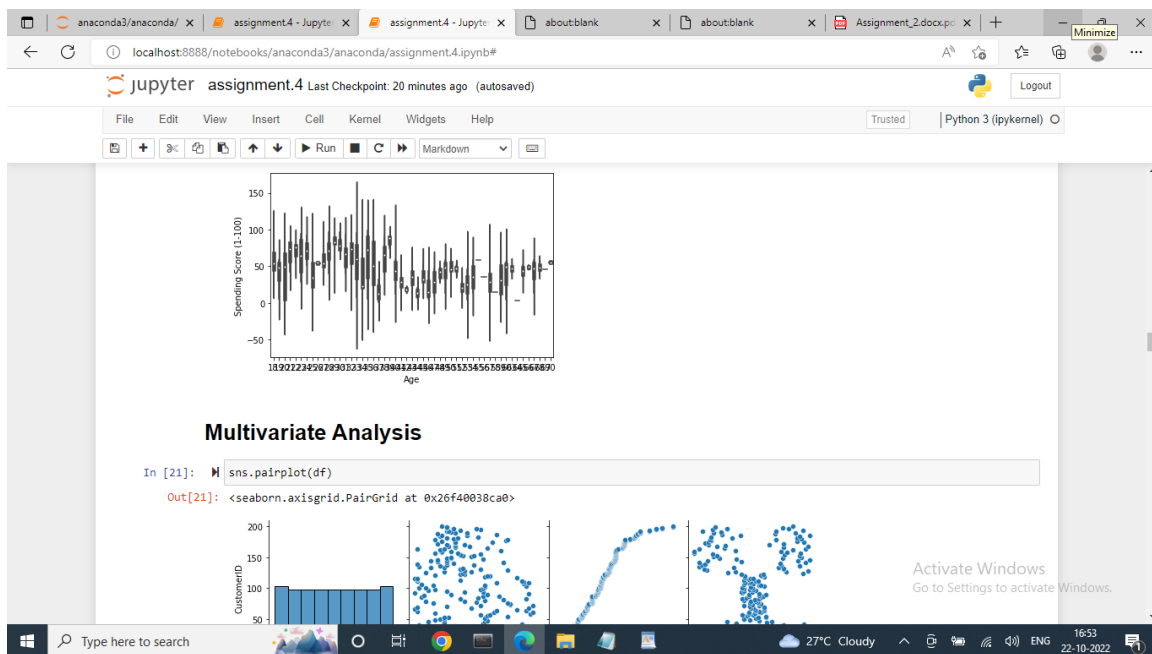 anaconda3/anaconda/
assignment.4 - Jupyte
assignment.4 - Jupyte
about:blank
about:blank
Assignment_2.docx.pd
Minimize
localhost:8888/notebooks/anaconda3/anaconda/assignment.4.ipynb#
jupyter assignment.4 Last Checkpoint: 20 minutes ago (autosaved)
Logout
File Edit View Insert Cell Kernel Widgets Help
Trusted
Python 3 (ipykernel)
Run
Markdown
150
100
50
0
−50
Spending Score (1-100)
Age
Multivariate Analysis
In [21]: sns.pairplot(df)
Out[21]: <seaborn.axisgrid.PairGrid at 0x26f40038ca0>
200
150
100
50
CustomerID
Activate Windows
Go to Settings to activate Windows.
Type here to search
27°C Cloudy
ENG
16:53
22-10-2022
1